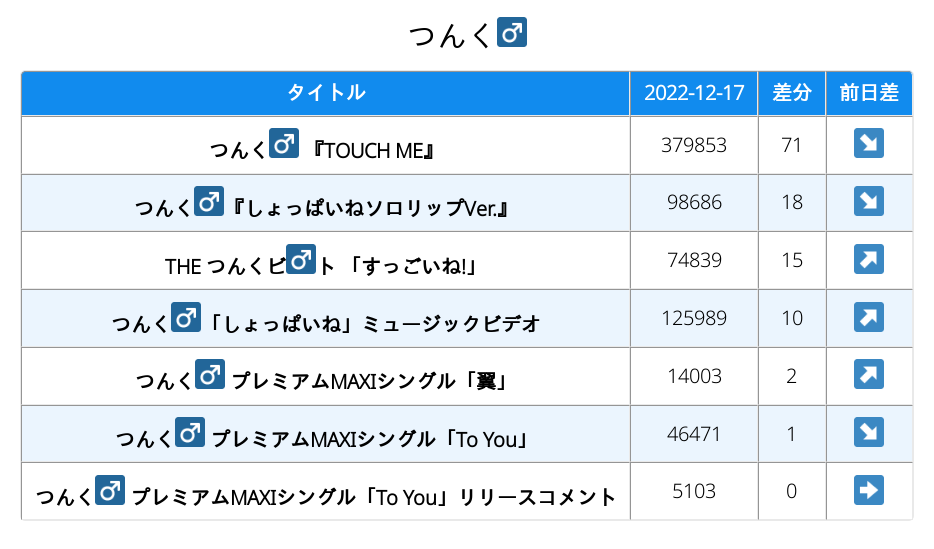 つんく♂
タイトル 2022-12-17 差分 前日差
つんく♂ 『TOUCH ME』 379853 71 ↘
つんく♂『しょっぱいねソロリップVer.』 98686 18 ↘
THE つんくビ♂ト 「すっごいね!」 74839 15 ↗
つんく♂「しょっぱいね」ミュージックビデオ 125989 10 ↗
つんく♂ プレミアムMAXIシングル「翼」 14003 2 ↗
つんく♂ プレミアムMAXIシングル「To You」 46471 1 ↘
つんく♂ プレミアムMAXIシングル「To You」リリースコメント 5103 0 ➡